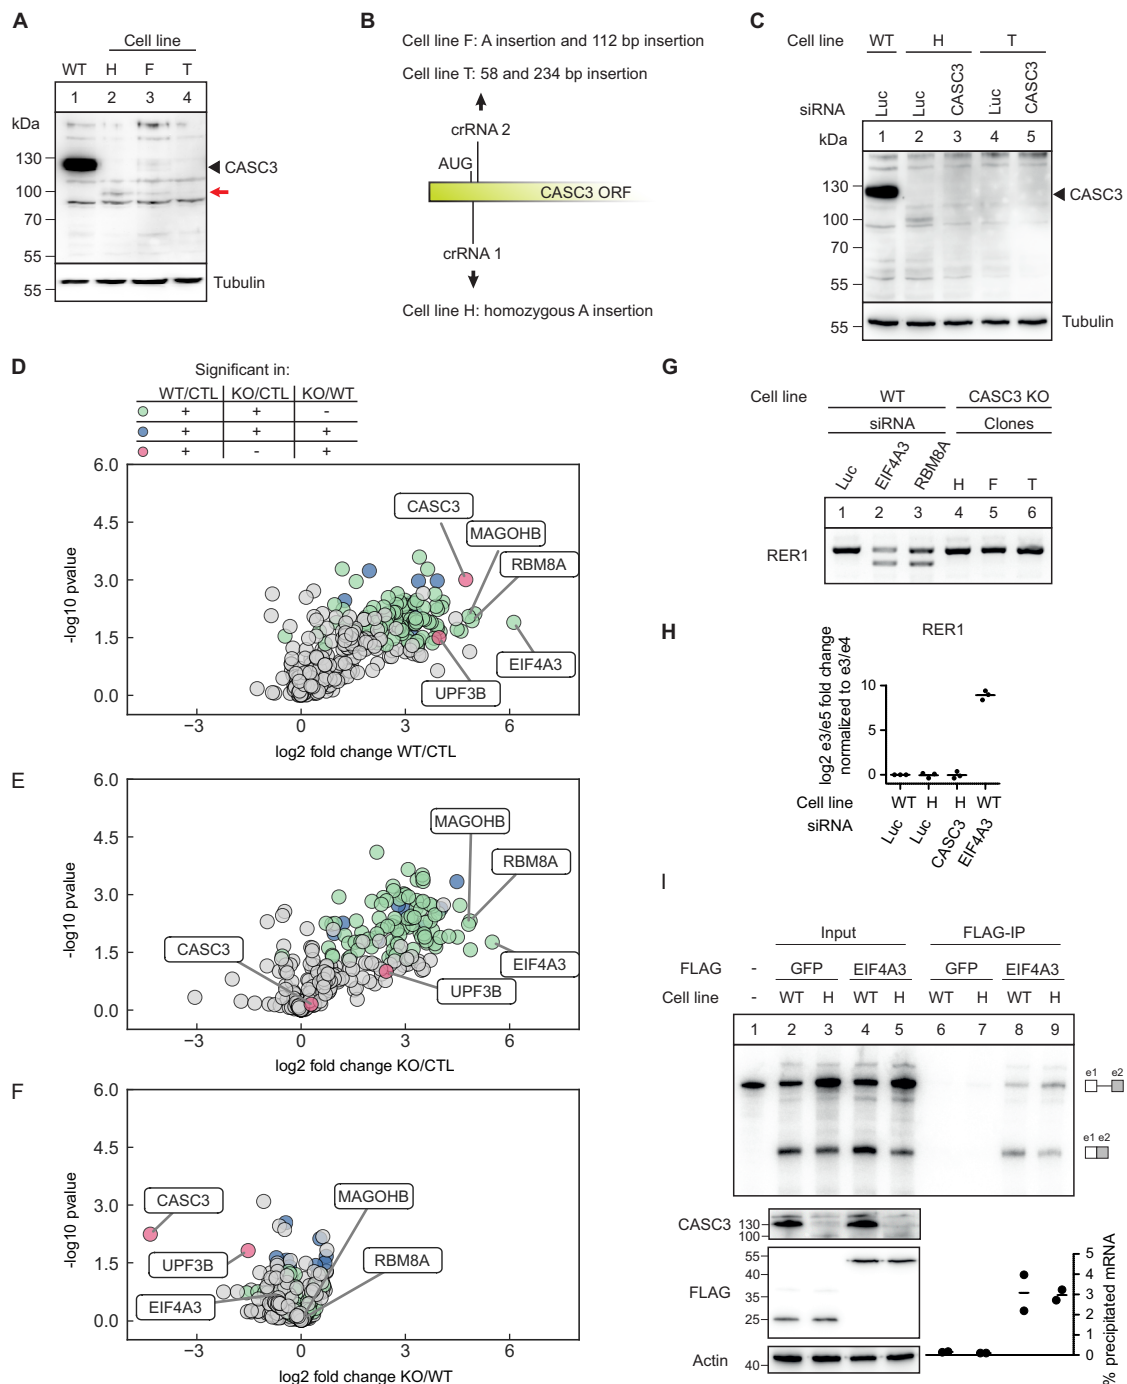 A
Cell line
WT H F T
1 2 3 4
kDa
130
CASC3
100
70
55
Tubulin
55
B
Cell line F: A insertion and 112 bp insertion
Cell line T: 58 and 234 bp insertion
crRNA 2
AUG
CASC3 ORF
crRNA 1
Cell line H: homozygous A insertion
C
Cell line WT H T
siRNA Luc Luc CASC3 Luc CASC3
kDa 1 2 3 4 5
130
CASC3
100
70
55
55
Tubulin
D
Significant in:
WT/CTL KO/CTL KO/WT
+ + -
+ + +
+ - +
6.0
4.5
3.0
1.5
0.0
-log10 pvalue
CASC3
MAGOHB
RBM8A
EIF4A3
UPF3B
−3 0 3 6
log2 fold change WT/CTL
E
6.0
4.5
3.0
1.5
0.0
-log10 pvalue
MAGOHB
RBM8A
CASC3
EIF4A3
UPF3B
−3 0 3 6
log2 fold change KO/CTL
F
6.0
4.5
3.0
1.5
0.0
-log10 pvalue
CASC3
MAGOHB
UPF3B
RBM8A
EIF4A3
−3 0 3 6
log2 fold change KO/WT
G
Cell line WT CASC3 KO
siRNA Clones
Luc EIF4A3 RBM8A H F T
1 2 3 4 5 6
RER1
H
RER1
log2 e3/e5 fold change
normalized to e3/e4
10
5
0
Cell line WT H H WT
siRNA Luc Luc CASC3 EIF4A3
I
Input FLAG-IP
FLAG - GFP EIF4A3 GFP EIF4A3
Cell line - WT H WT H WT H WT H
1 2 3 4 5 6 7 8 9
e1 e2
e1 e2
CASC3 130
100
FLAG
55
40
35
25
Actin
40
5
4
3
2
1
0
% precipitated mRNA